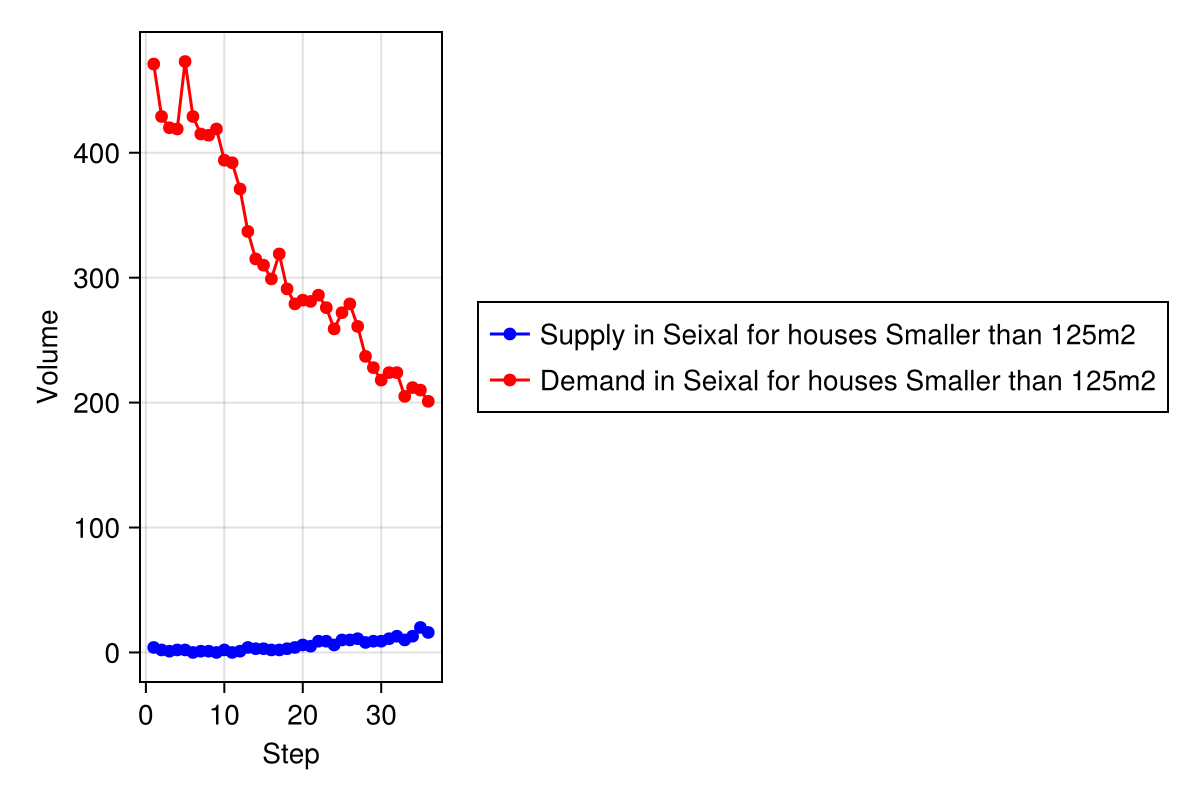 Volume
400
300
200
100
0
0 10 20 30
Step
Supply in Seixal for houses Smaller than 125m2
Demand in Seixal for houses Smaller than 125m2